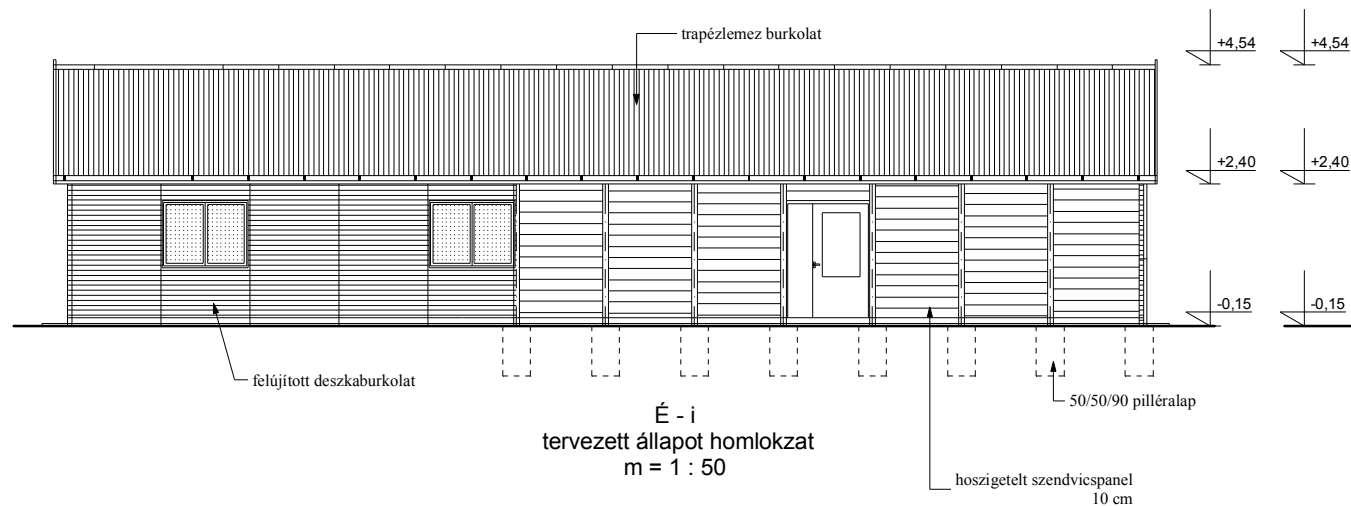 trapézlemez burkolat
+4,54
+4,54
+2,40
+2,40
-0,15
-0,15
felújított deszkaburkolat
50/50/90 pilléralap
É - i
tervezett állapot homlokzat
m = 1 : 50
hoszigetelt szendvicspanel
10 cm